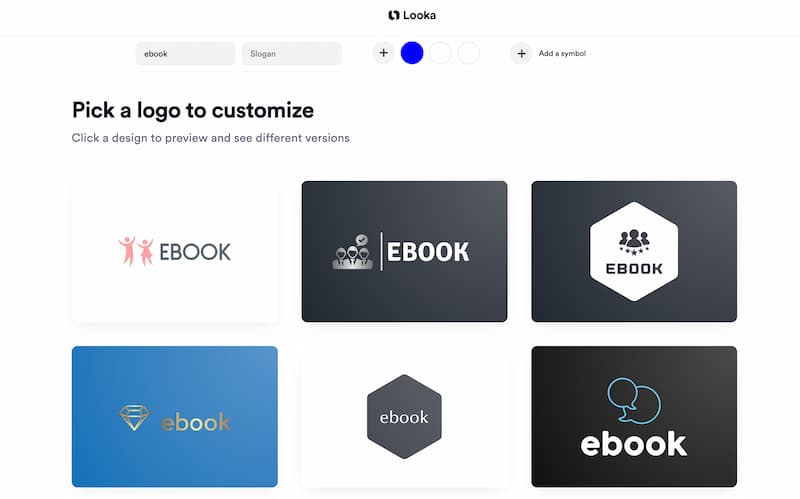 Looka
ebook
Slogan
Add a symbol
Pick a logo to customize
Click a design to preview and see different versions
EBOOK
EBOOK
EBOOK
ebook
ebook
ebook